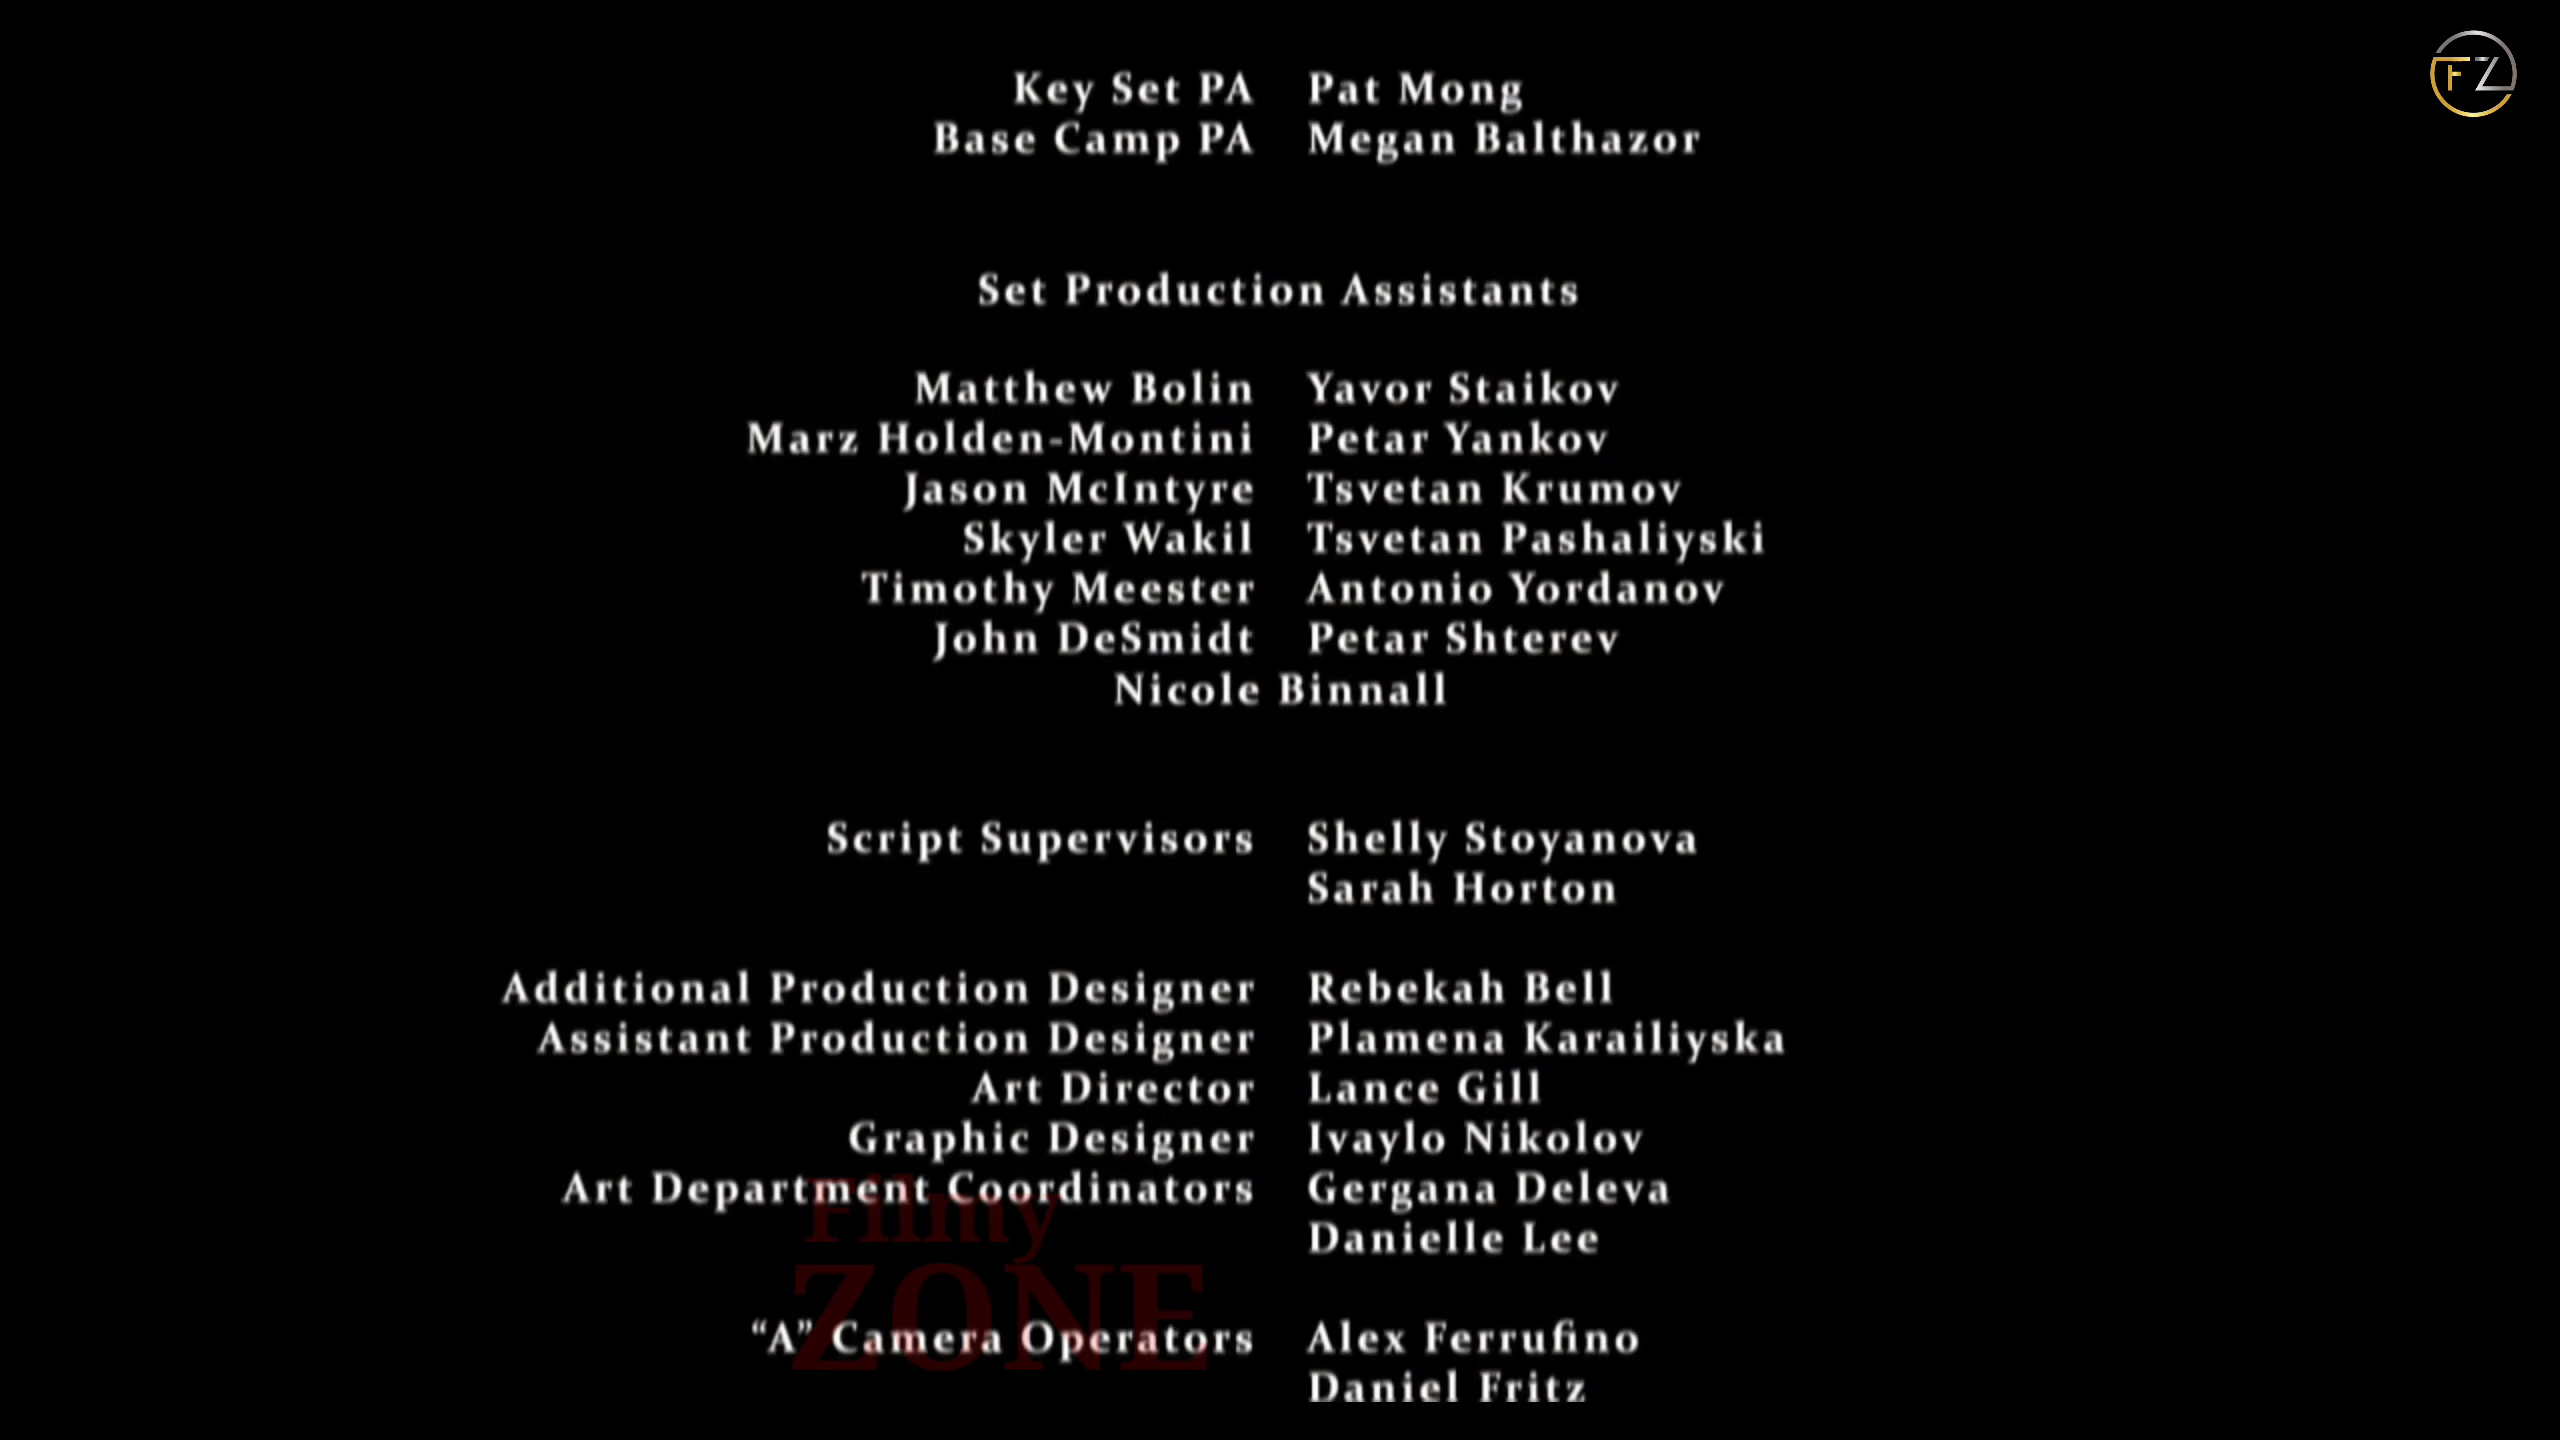 FZ
Key Set PA Pat Mong
Base Camp PA Megan Balthazor
Set Production Assistants
Matthew Bolin Yavor Staikov
Marz Holden-Montini Petar Yankov
Jason McIntyre Tsvetan Krumov
Skyler Wakil Tsvetan Pashaliyski
Timothy Meester Antonio Yordanov
John DeSmidt Petar Shterev
Nicole Binnall
Script Supervisors Shelly Stoyanova
Sarah Horton
Additional Production Designer Rebekah Bell
Assistant Production Designer Plamena Karailiyska
Art Director Lance Gill
Graphic Designer Ivaylo Nikolov
Art Department Coordinators Gergana Deleva
Danielle Lee
Filmy
ZONE
“A” Camera Operators Alex Ferrufino
Daniel Fritz